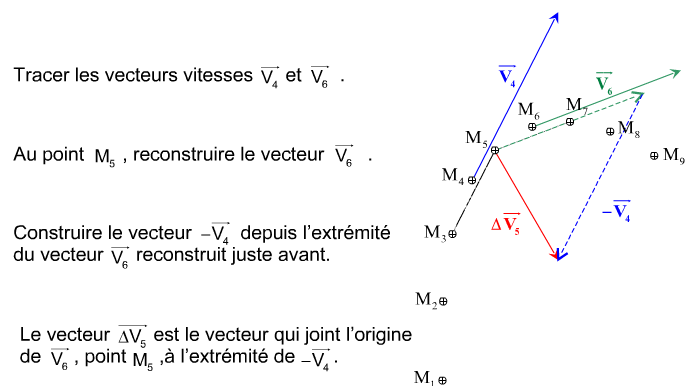 Tracer les vecteurs vitesses V₄ et V₆ .
Au point M₅ , reconstruire le vecteur V₆ .
Construire le vecteur –V₄ depuis l'extrémité
du vecteur V₆ reconstruit juste avant.
Le vecteur ΔV₅ est le vecteur qui joint l'origine
de V₆ , point M₅ ,à l'extrémité de –V₄ .
V₄
V₆
M₆
M₇
M₈
M₅
M₉
M₄
ΔV₅
–V₄
M₃
M₂
M₁